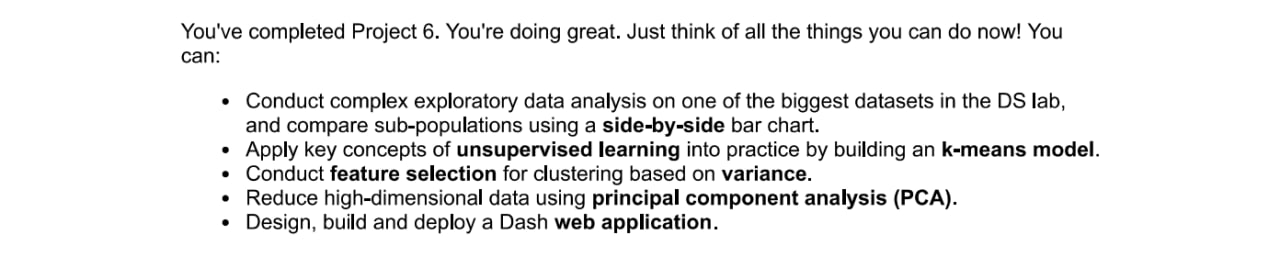 You've completed Project 6. You're doing great. Just think of all the things you can do now! You
can:
• Conduct complex exploratory data analysis on one of the biggest datasets in the DS lab,
and compare sub-populations using a side-by-side bar chart.
• Apply key concepts of unsupervised learning into practice by building an k-means model.
• Conduct feature selection for clustering based on variance.
• Reduce high-dimensional data using principal component analysis (PCA).
• Design, build and deploy a Dash web application.